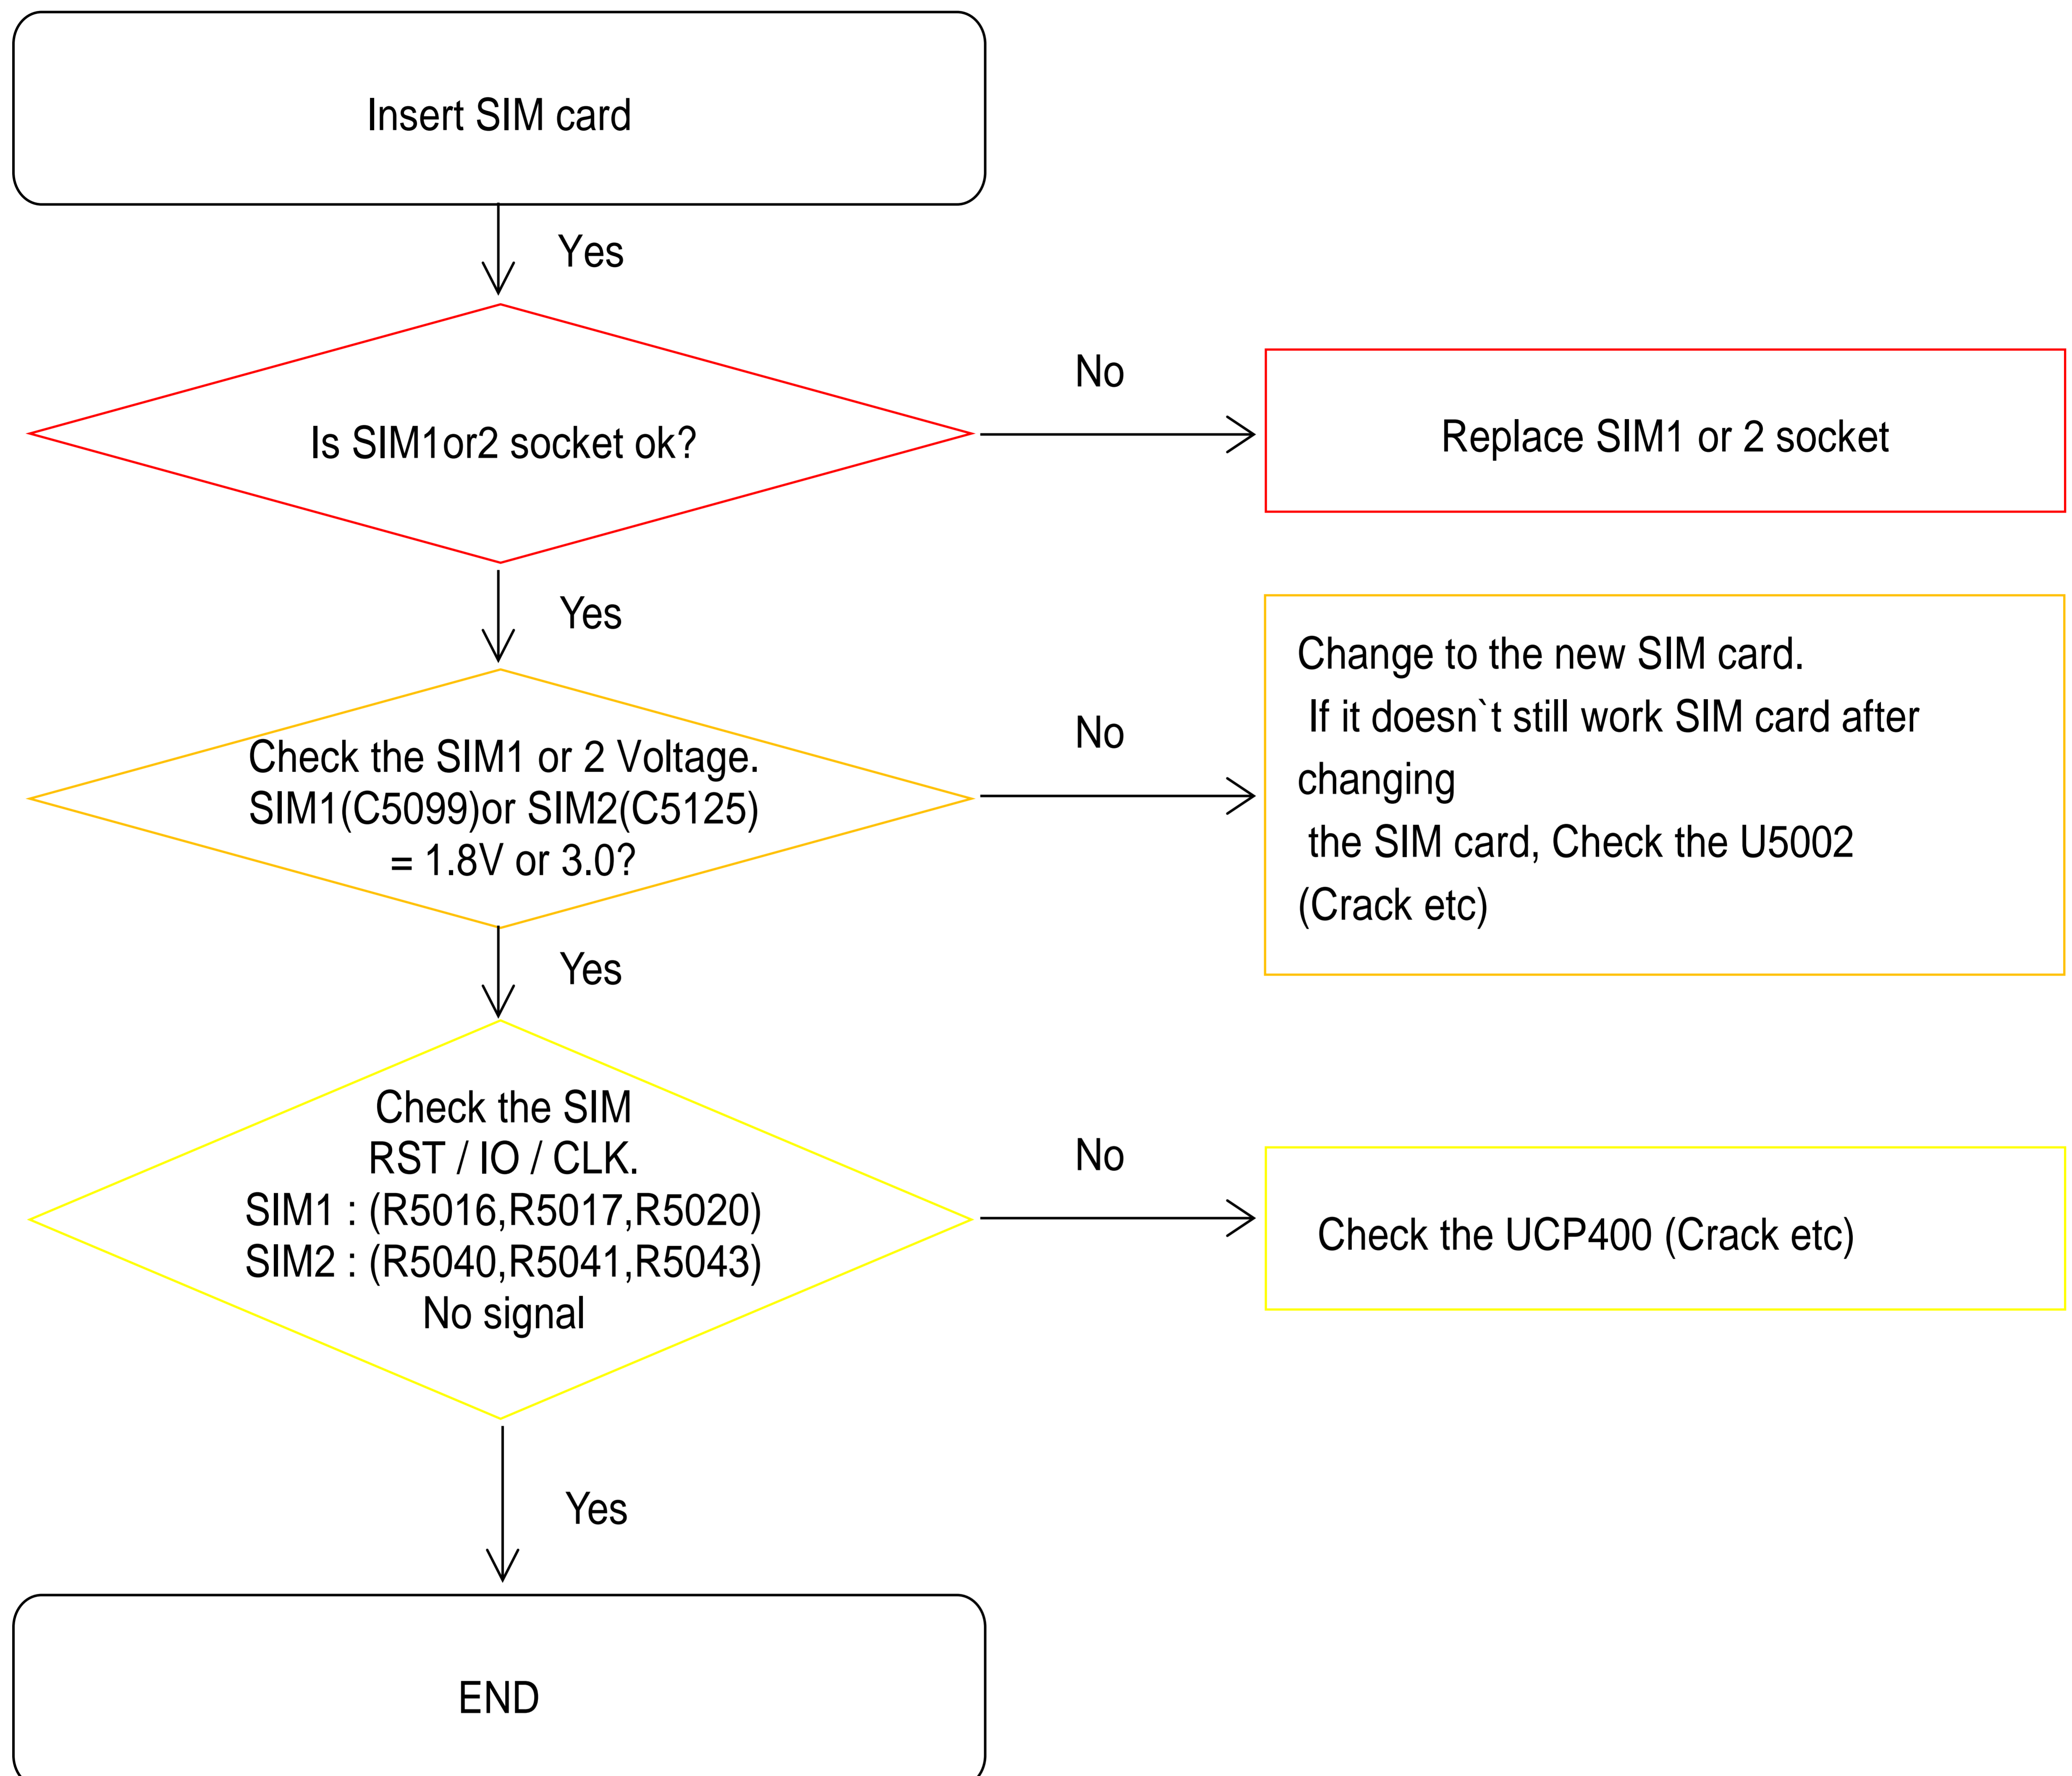 Insert SIM card
Yes
Is SIM1or2 socket ok?
No
Replace SIM1 or 2 socket
Yes
Check the SIM1 or 2 Voltage.
SIM1(C5099)or SIM2(C5125)
= 1.8V or 3.0?
No
Change to the new SIM card.
If it doesn`t still work SIM card after
changing
the SIM card, Check the U5002
(Crack etc)
Yes
Check the SIM
RST / IO / CLK.
SIM1 : (R5016,R5017,R5020)
SIM2 : (R5040,R5041,R5043)
No signal
No
Check the UCP400 (Crack etc)
Yes
END